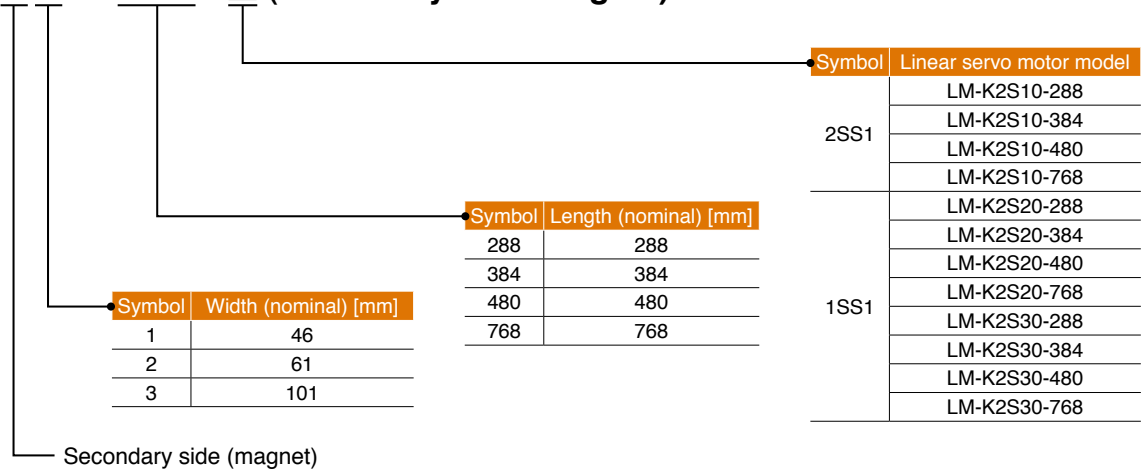 Symbol Linear servo motor model
2SS1
LM-K2S10-288
LM-K2S10-384
LM-K2S10-480
LM-K2S10-768
1SS1
LM-K2S20-288
LM-K2S20-384
LM-K2S20-480
LM-K2S20-768
LM-K2S30-288
LM-K2S30-384
LM-K2S30-480
LM-K2S30-768
Symbol Length (nominal) [mm]
288 288
384 384
480 480
768 768
Symbol Width (nominal) [mm]
1 46
2 61
3 101
Secondary side (magnet)